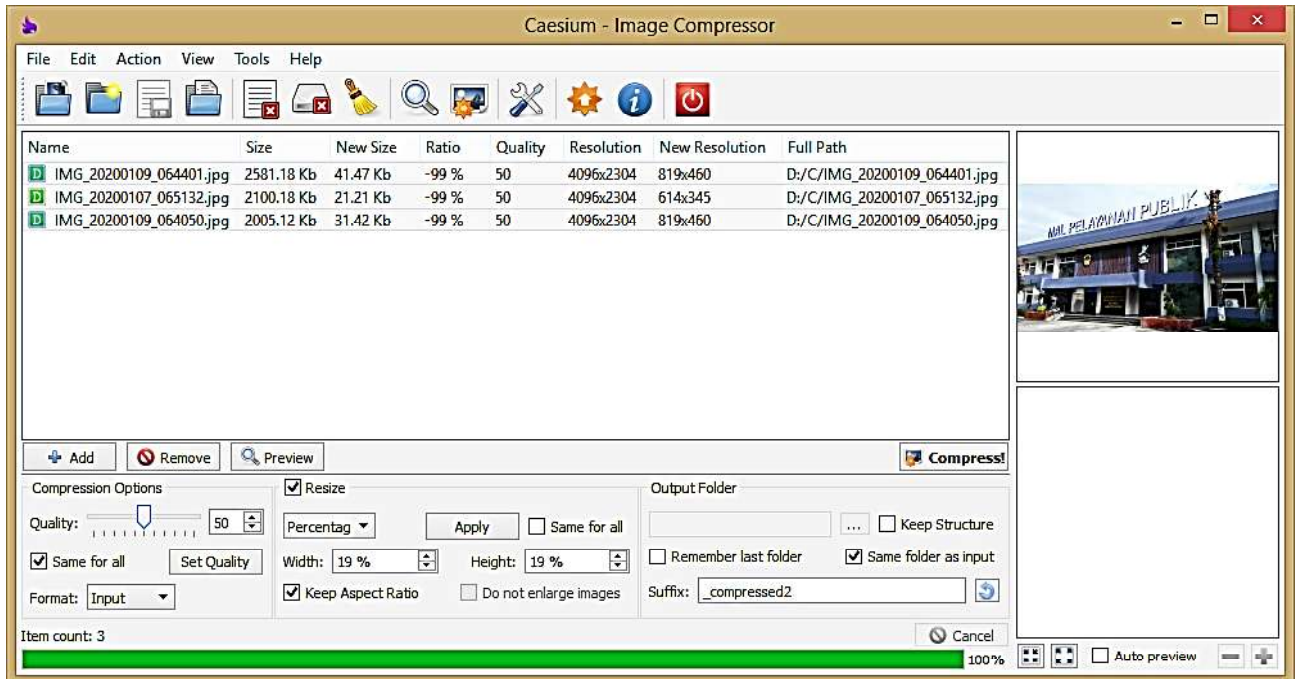 Caesium - Image Compressor
File Edit Action View Tools Help
Name Size New Size Ratio Quality Resolution New Resolution Full Path
D IMG_20200109_064401.jpg 2581.18 Kb 41.47 Kb -99 % 50 4096x2304 819x460 D:/C/IMG_20200109_064401.jpg
D IMG_20200107_065132.jpg 2100.18 Kb 21.21 Kb -99 % 50 4096x2304 614x345 D:/C/IMG_20200107_065132.jpg
D IMG_20200109_064050.jpg 2005.12 Kb 31.42 Kb -99 % 50 4096x2304 819x460 D:/C/IMG_20200109_064050.jpg
MAL PELAYANAN PUBLIK
Add Remove Preview Compress!
Compression Options Resize Output Folder
Quality: 50 Percentag Apply Same for all ... Keep Structure
Same for all Set Quality Width: 19 % Height: 19 % Remember last folder Same folder as input
Format: Input Keep Aspect Ratio Do not enlarge images Suffix: _compressed2
Item count: 3 Cancel
100% Auto preview